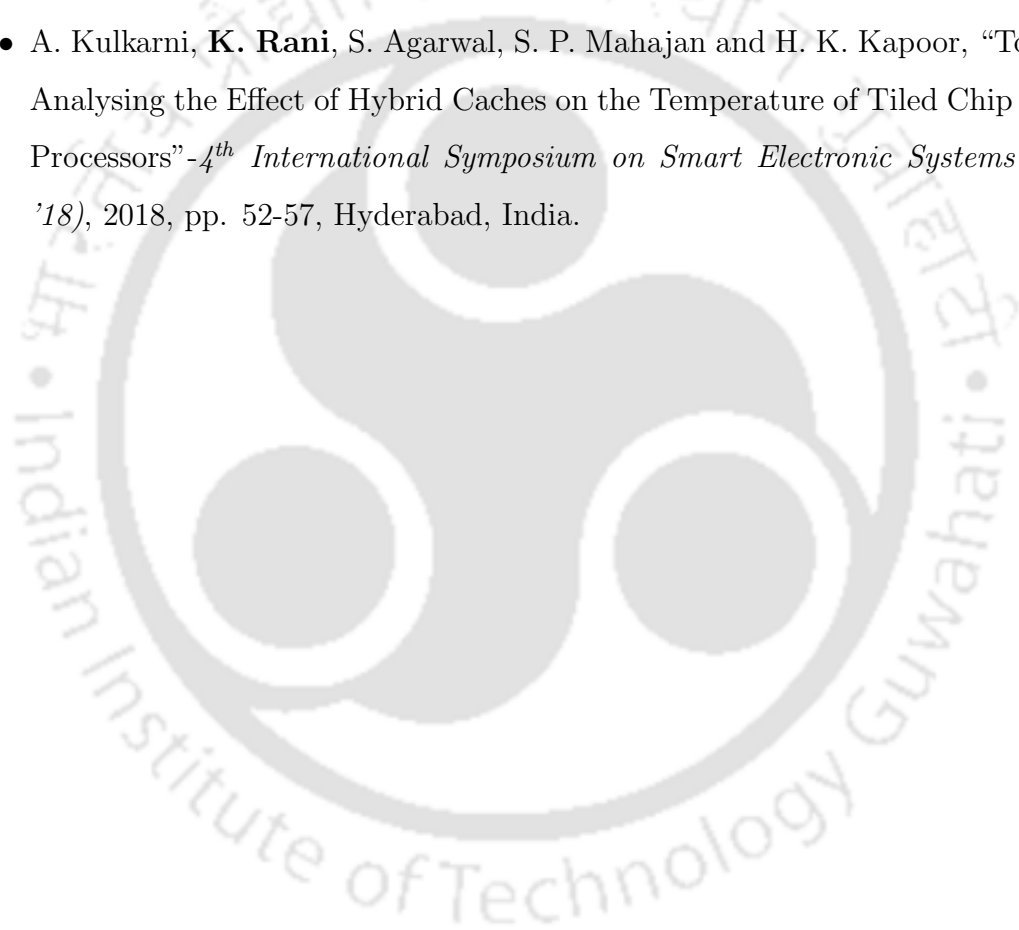 • A. Kulkarni, K. Rani, S. Agarwal, S. P. Mahajan and H. K. Kapoor, “To
Analysing the Effect of Hybrid Caches on the Temperature of Tiled Chip
Processors”-4th International Symposium on Smart Electronic Systems
’18), 2018, pp. 52-57, Hyderabad, India.
Indian Institute of Technology Guwahati